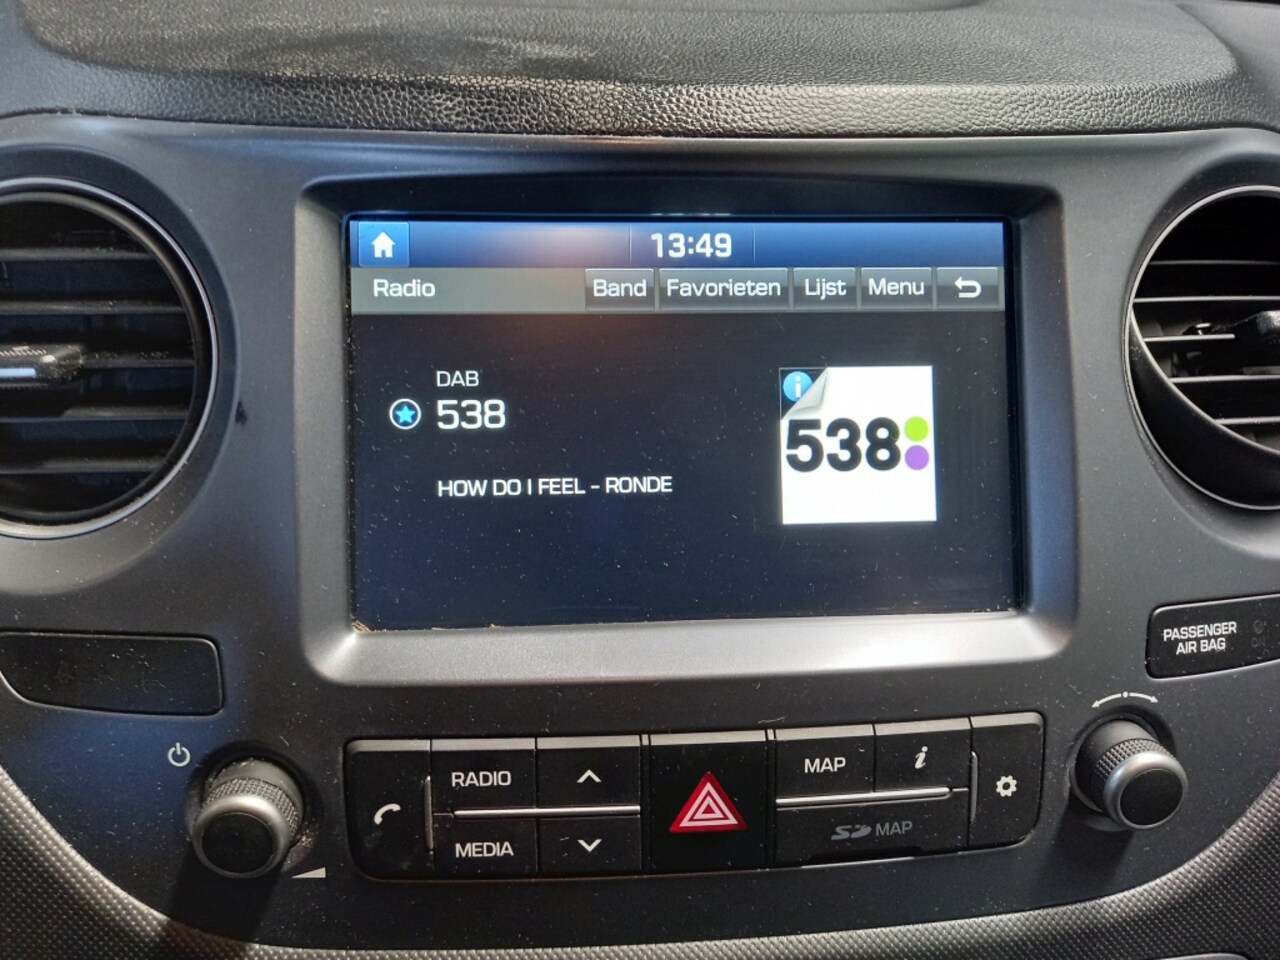 13:49
Radio Band Favorieten Lijst Menu
DAB
538
HOW DO I FEEL - RONDE
i
538
PASSENGER
AIR BAG
RADIO
MEDIA
MAP
i
SD MAP